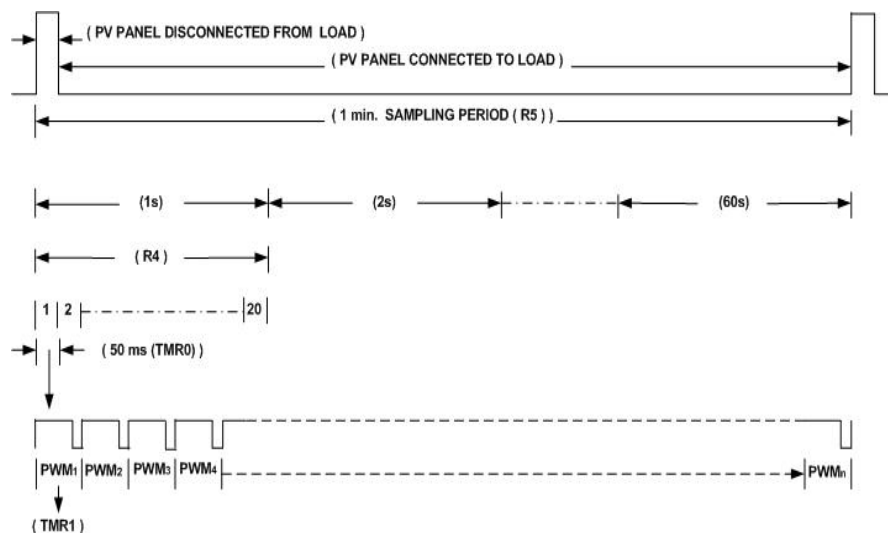 ( PV PANEL DISCONNECTED FROM LOAD )
( PV PANEL CONNECTED TO LOAD )
( 1 min. SAMPLING PERIOD ( R5 ) )
(1s) (2s) (60s)
( R4 )
1 2 20
( 50 ms (TMR0) )
PWM1 PWM2 PWM3 PWM4 PWMn
( TMR1 )